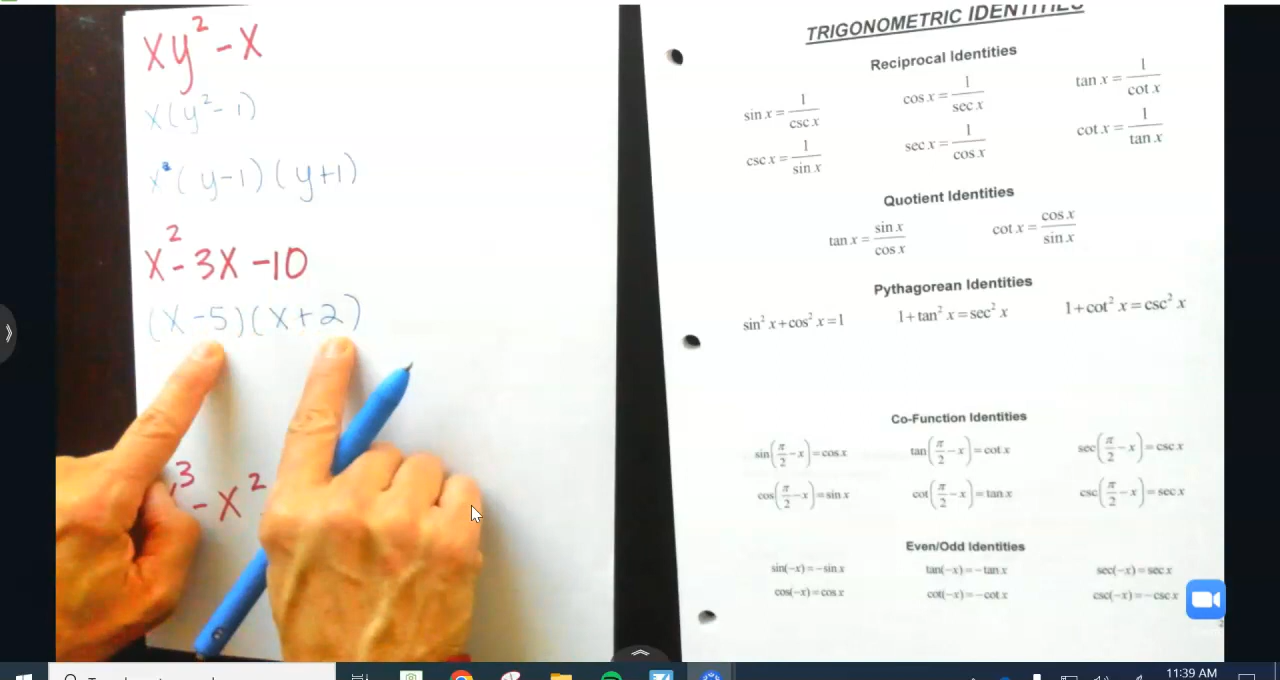 xy² - x
x(y² - 1)
x (y-1)(y+1)
x² - 3x - 10
(x-5)(x+2)
³ - x²
TRIGONOMETRIC IDENTITIES
Reciprocal Identities
sin x = 1/csc x   cos x = 1/sec x   tan x = 1/cot x
csc x = 1/sin x   sec x = 1/cos x   cot x = 1/tan x
Quotient Identities
tan x = sin x/cos x   cot x = cos x/sin x
Pythagorean Identities
sin² x + cos² x = 1   1 + tan² x = sec² x   1 + cot² x = csc² x
Co-Function Identities
sin(π/2 - x) = cos x   tan(π/2 - x) = cot x   sec(π/2 - x) = csc x
cos(π/2 - x) = sin x   cot(π/2 - x) = tan x   csc(π/2 - x) = sec x
Even/Odd Identities
sin(-x) = -sin x   tan(-x) = -tan x   sec(-x) = sec x
cos(-x) = cos x   cot(-x) = -cot x   csc(-x) = -csc x
11:39 AM